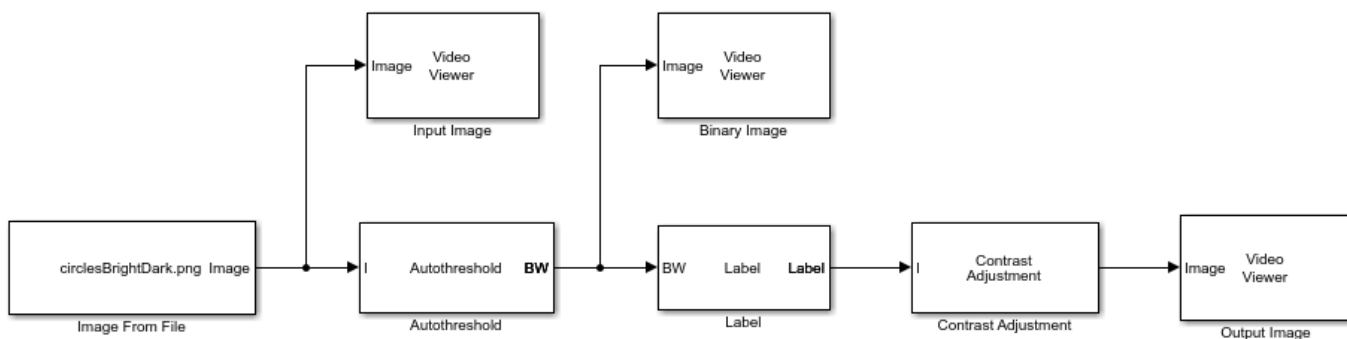 Image
Video
Viewer
Input Image
Image
Video
Viewer
Binary Image
circlesBrightDark.png Image
Image From File
I Autothreshold BW
Autothreshold
BW Label Label
Label
I
Contrast
Adjustment
Contrast Adjustment
Image
Video
Viewer
Output Image